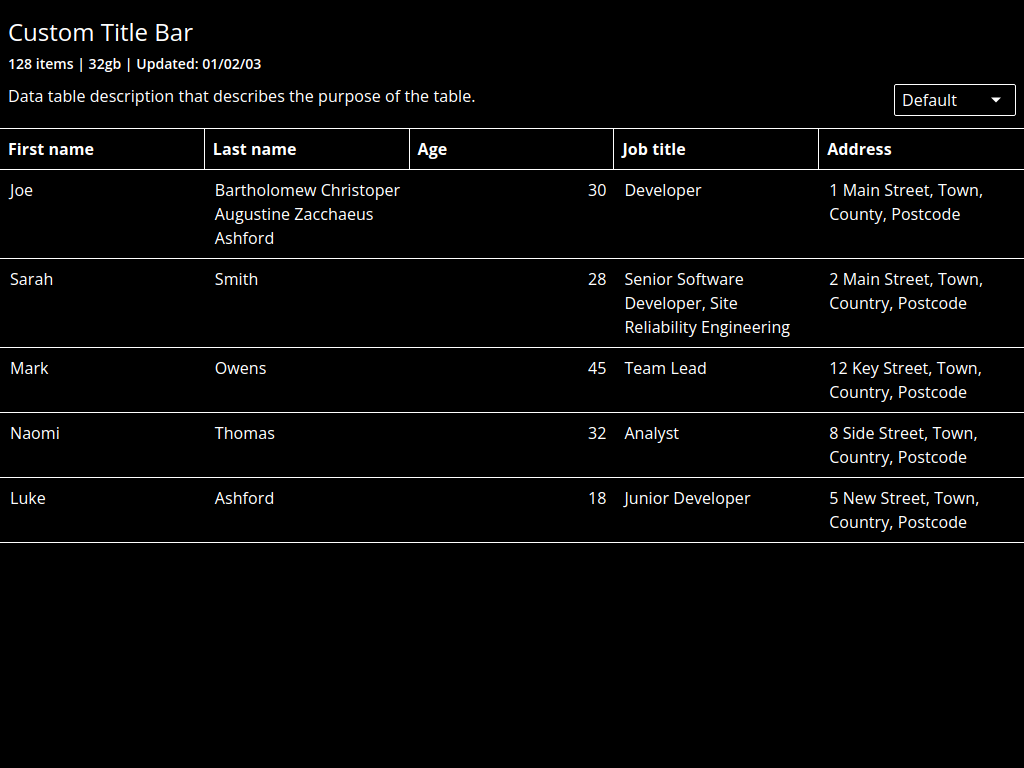 Custom Title Bar
128 items | 32gb | Updated: 01/02/03
Data table description that describes the purpose of the table.
Default
First name Last name Age Job title Address
Joe Bartholomew Christoper 30 Developer 1 Main Street, Town,
Augustine Zacchaeus County, Postcode
Ashford
Sarah Smith 28 Senior Software 2 Main Street, Town,
Developer, Site Country, Postcode
Reliability Engineering
Mark Owens 45 Team Lead 12 Key Street, Town,
Country, Postcode
Naomi Thomas 32 Analyst 8 Side Street, Town,
Country, Postcode
Luke Ashford 18 Junior Developer 5 New Street, Town,
Country, Postcode